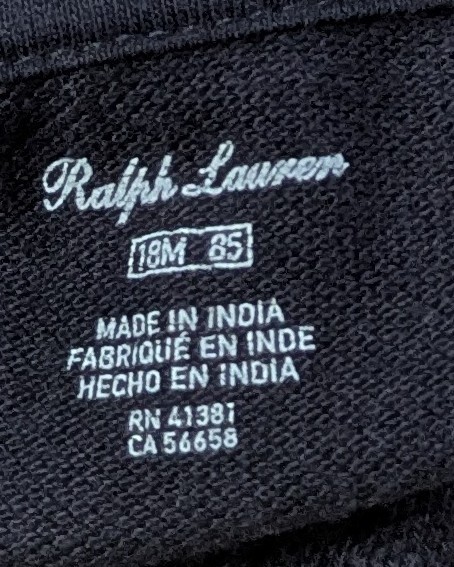 Ralph Lauren
18M 85
MADE IN INDIA
FABRIQUÉ EN INDE
HECHO EN INDIA
RN 41381
CA 56658